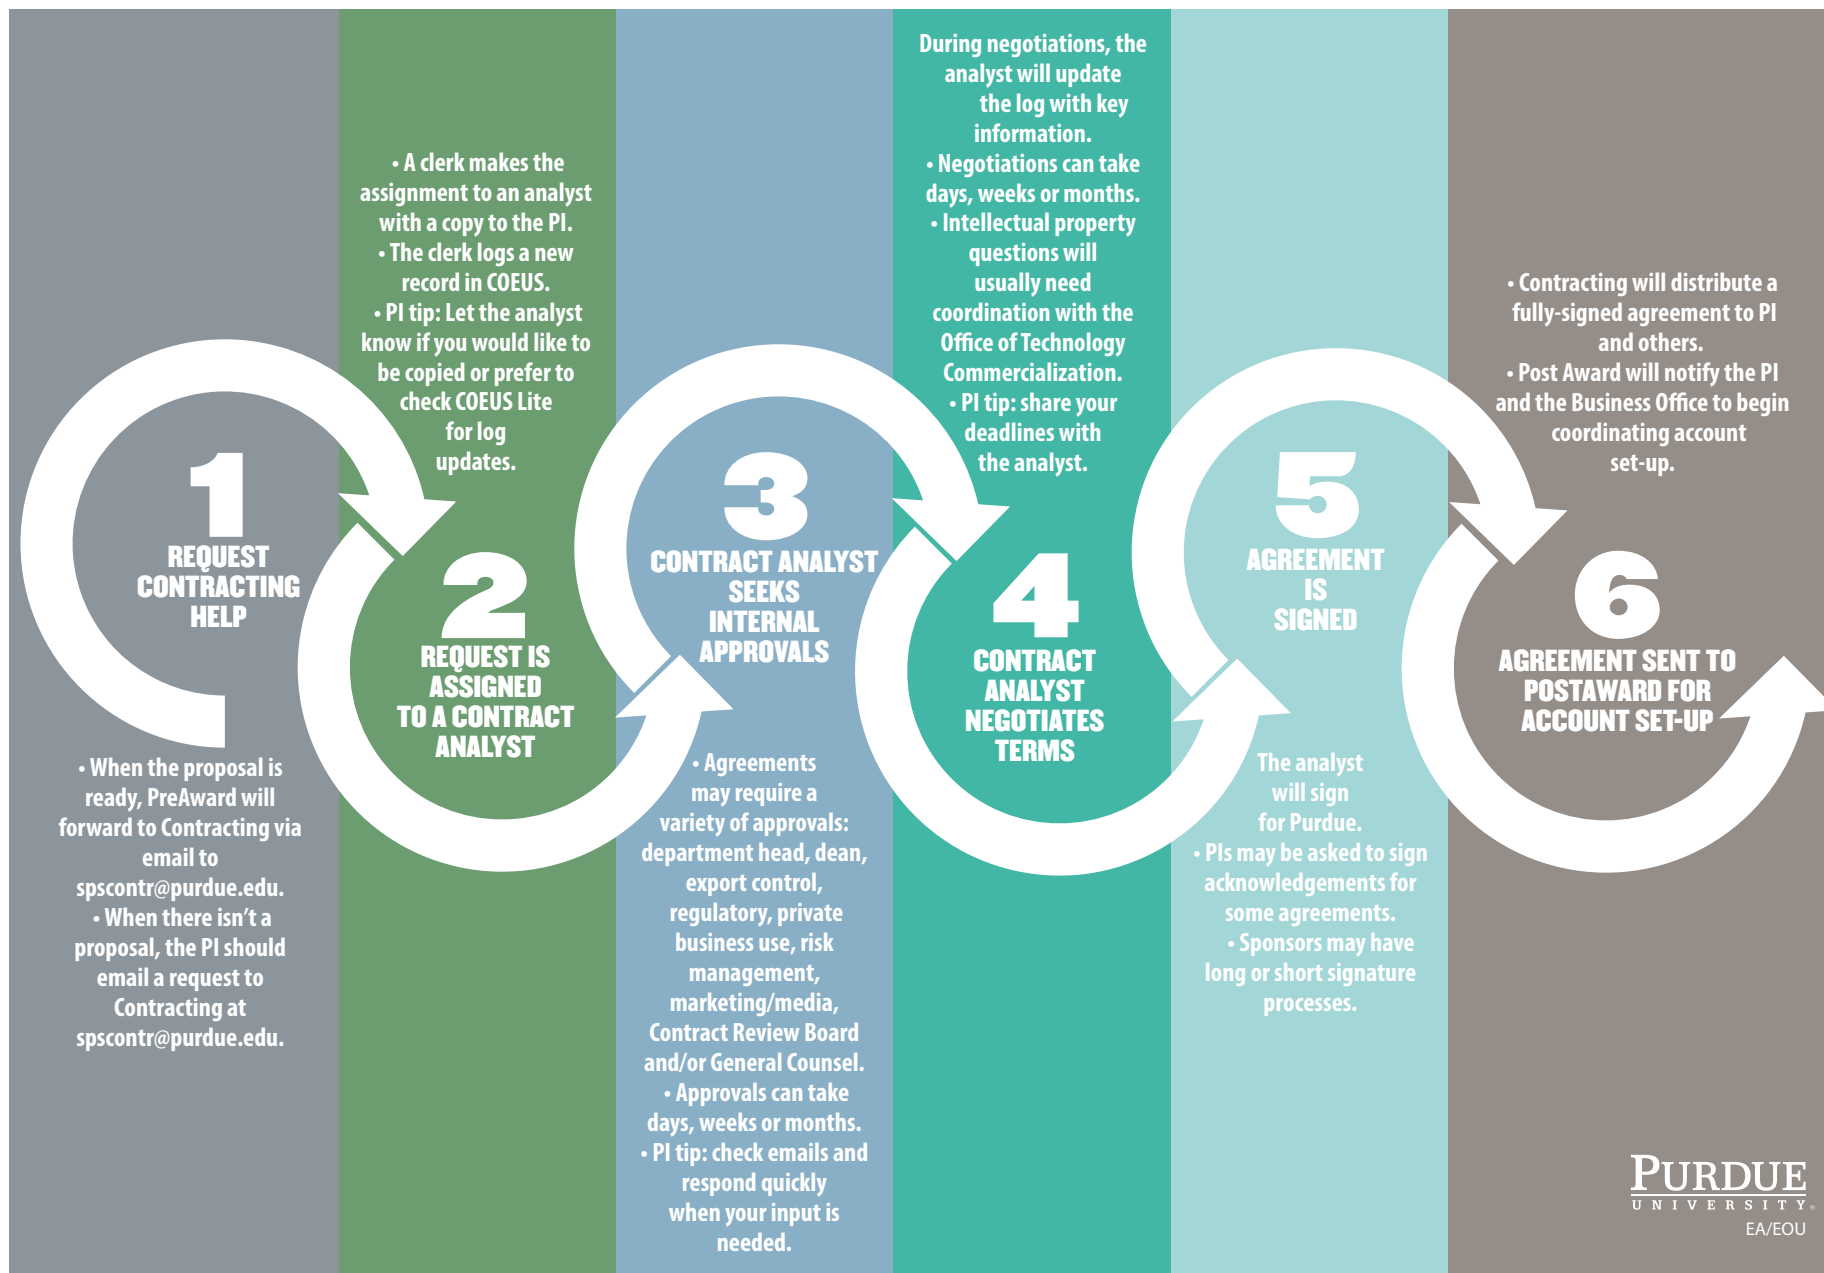 1
REQUEST
CONTRACTING
HELP
• When the proposal is
ready, PreAward will
forward to Contracting via
email to
spscontr@purdue.edu.
• When there isn’t a
proposal, the PI should
email a request to
Contracting at
spscontr@purdue.edu.
• A clerk makes the
assignment to an analyst
with a copy to the PI.
• The clerk logs a new
record in COEUS.
• PI tip: Let the analyst
know if you would like to
be copied or prefer to
check COEUS Lite
for log
updates.
2
REQUEST IS
ASSIGNED
TO A CONTRACT
ANALYST
3
CONTRACT ANALYST
SEEKS
INTERNAL
APPROVALS
• Agreements
may require a
variety of approvals:
department head, dean,
export control,
regulatory, private
business use, risk
management,
marketing/media,
Contract Review Board
and/or General Counsel.
• Approvals can take
days, weeks or months.
• PI tip: check emails and
respond quickly
when your input is
needed.
During negotiations, the
analyst will update
the log with key
information.
• Negotiations can take
days, weeks or months.
• Intellectual property
questions will
usually need
coordination with the
Office of Technology
Commercialization.
• PI tip: share your
deadlines with
the analyst.
4
CONTRACT
ANALYST
NEGOTIATES
TERMS
5
AGREEMENT
IS
SIGNED
The analyst
will sign
for Purdue.
• PIs may be asked to sign
acknowledgements for
some agreements.
• Sponsors may have
long or short signature
processes.
• Contracting will distribute a
fully-signed agreement to PI
and others.
• Post Award will notify the PI
and the Business Office to begin
coordinating account
set-up.
6
AGREEMENT SENT TO
POSTAWARD FOR
ACCOUNT SET-UP
PURDUE
UNIVERSITY®
EA/EOU